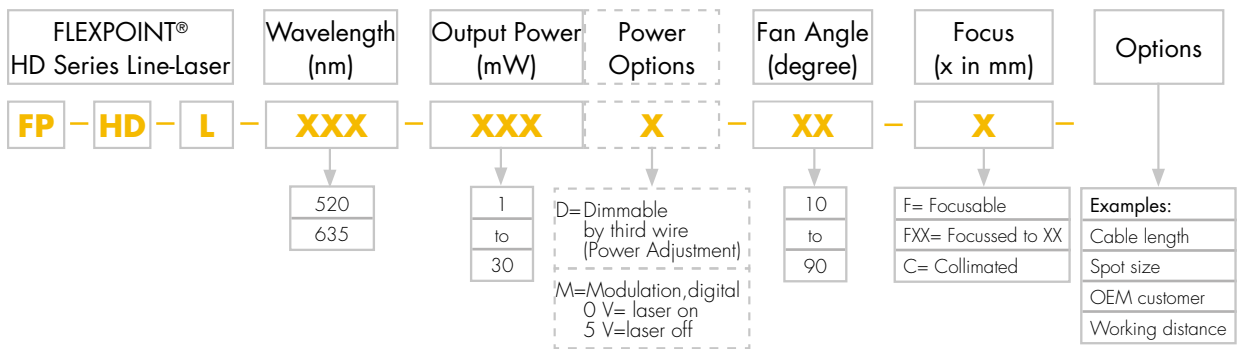 FLEXPOINT®
HD Series Line-Laser
Wavelength
(nm)
Output Power
(mW)
Power
Options
Fan Angle
(degree)
Focus
(x in mm)
Options
FP – HD – L – XXX – XXX X – XX – X –
520
635
1
to
30
D= Dimmable
by third wire
(Power Adjustment)
M=Modulation,digital
0 V= laser on
5 V=laser off
10
to
90
F= Focusable
FXX= Focussed to XX
C= Collimated
Examples:
Cable length
Spot size
OEM customer
Working distance